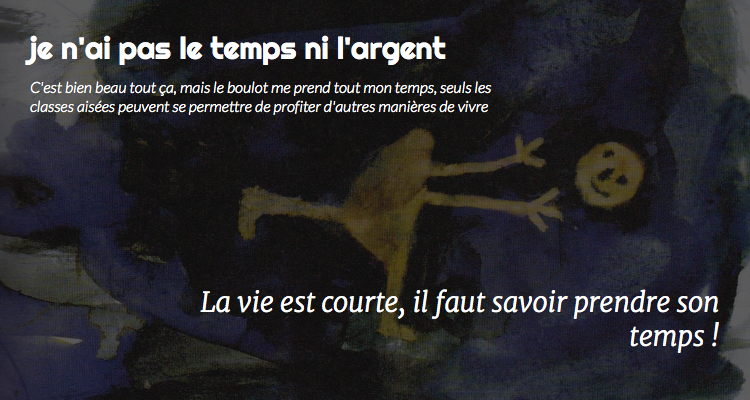 je n'ai pas le temps ni l'argent
C'est bien beau tout ça, mais le boulot me prend tout mon temps, seuls les
classes aisées peuvent se permettre de profiter d'autres manières de vivre
La vie est courte, il faut savoir prendre son
temps !